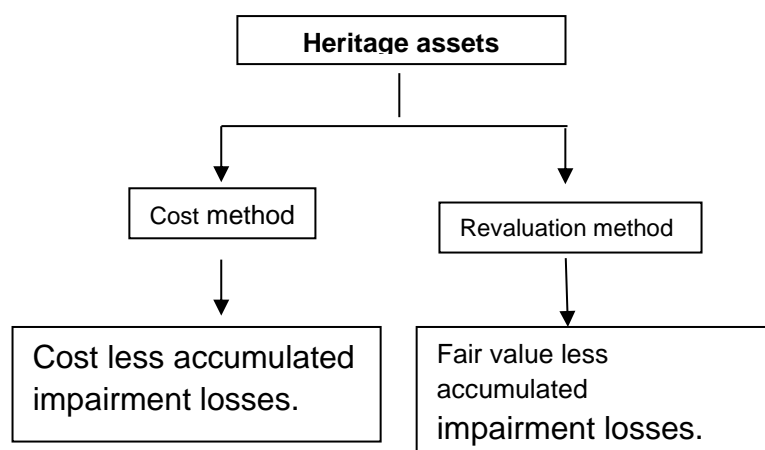 Heritage assets
Cost method
Revaluation method
Cost less accumulated
impairment losses.
Fair value less
accumulated
impairment losses.